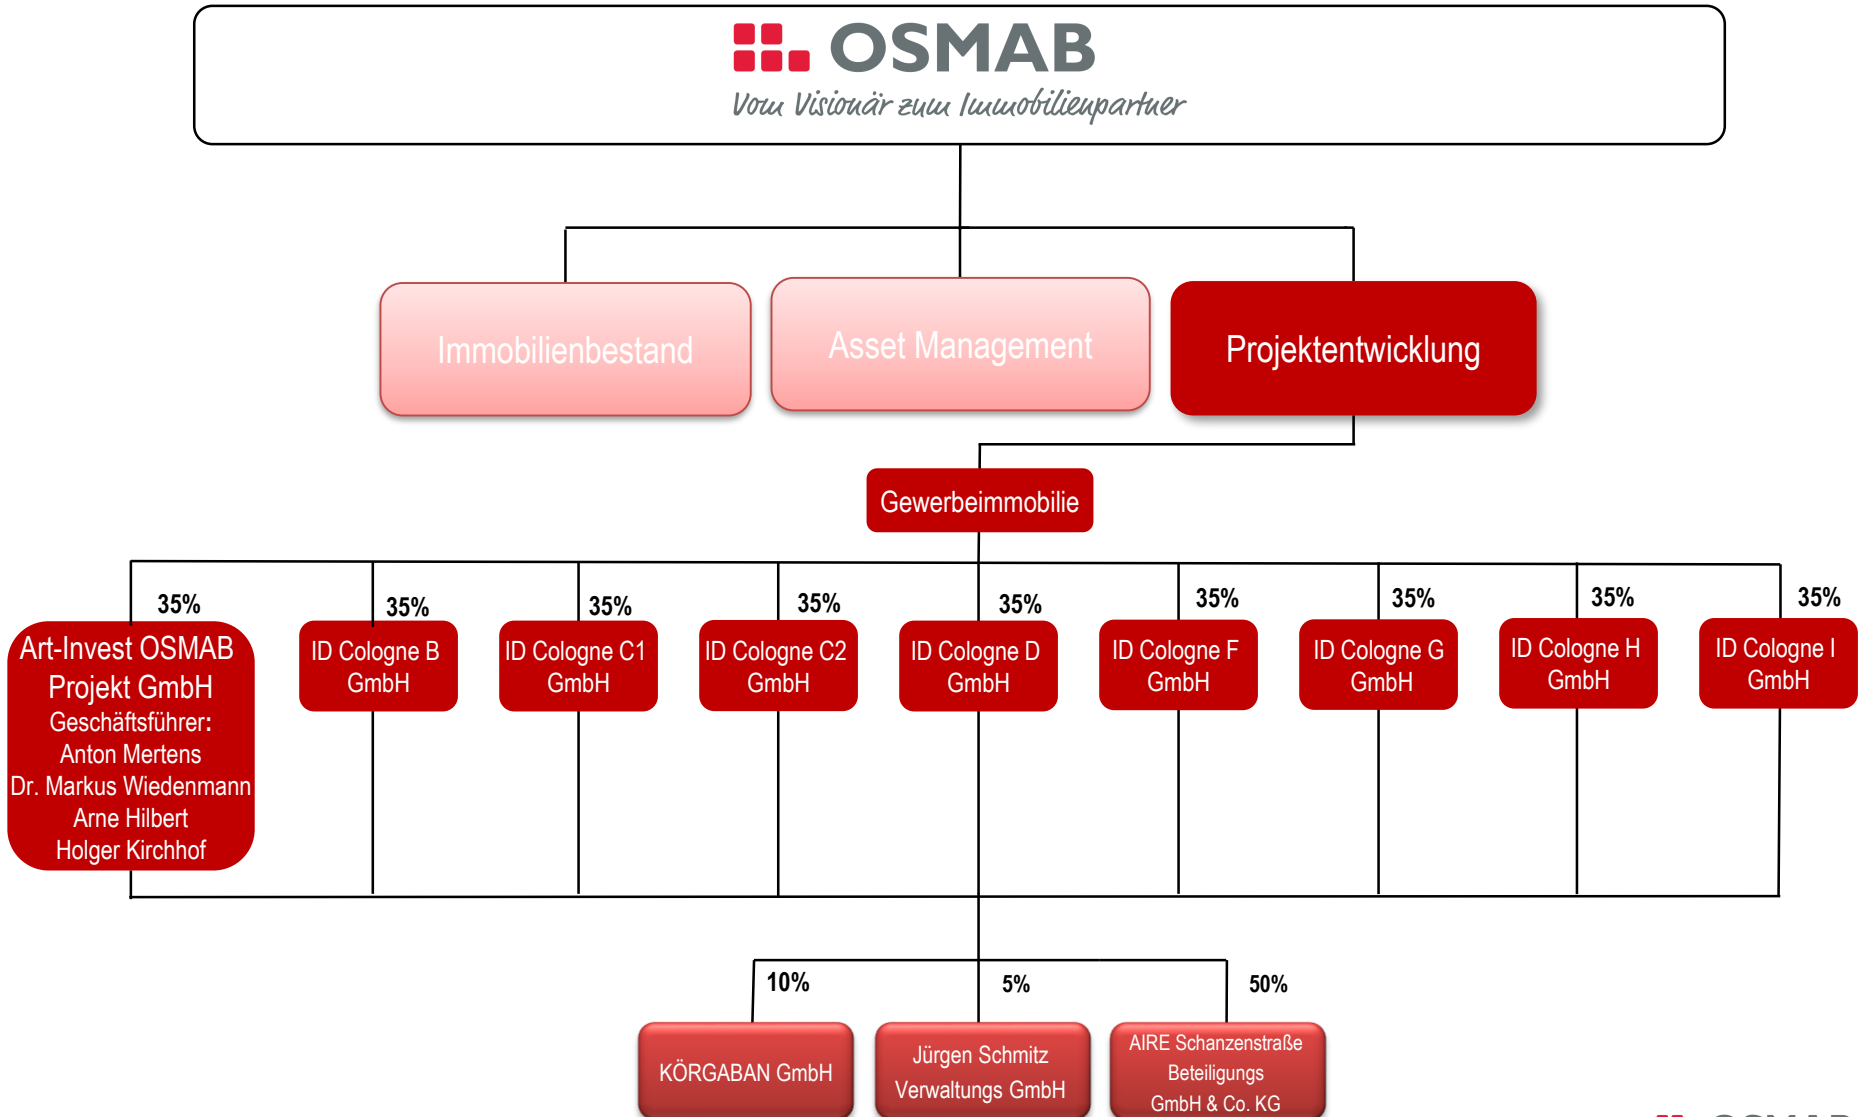 OSMAB
Vom Visionär zum Immobilienpartner
Immobilienbestand
Asset Management
Projektentwicklung
Gewerbeimmobilie
35%
35%
35%
35%
35%
35%
35%
35%
35%
Art-Invest OSMAB
Projekt GmbH
Geschäftsführer:
Anton Mertens
Dr. Markus Wiedenmann
Arne Hilbert
Holger Kirchhof
ID Cologne B
GmbH
ID Cologne C1
GmbH
ID Cologne C2
GmbH
ID Cologne D
GmbH
ID Cologne F
GmbH
ID Cologne G
GmbH
ID Cologne H
GmbH
ID Cologne I
GmbH
10%
5%
50%
KÖRGABAN GmbH
Jürgen Schmitz
Verwaltungs GmbH
AIRE Schanzenstraße
Beteiligungs
GmbH & Co. KG
OSMAB